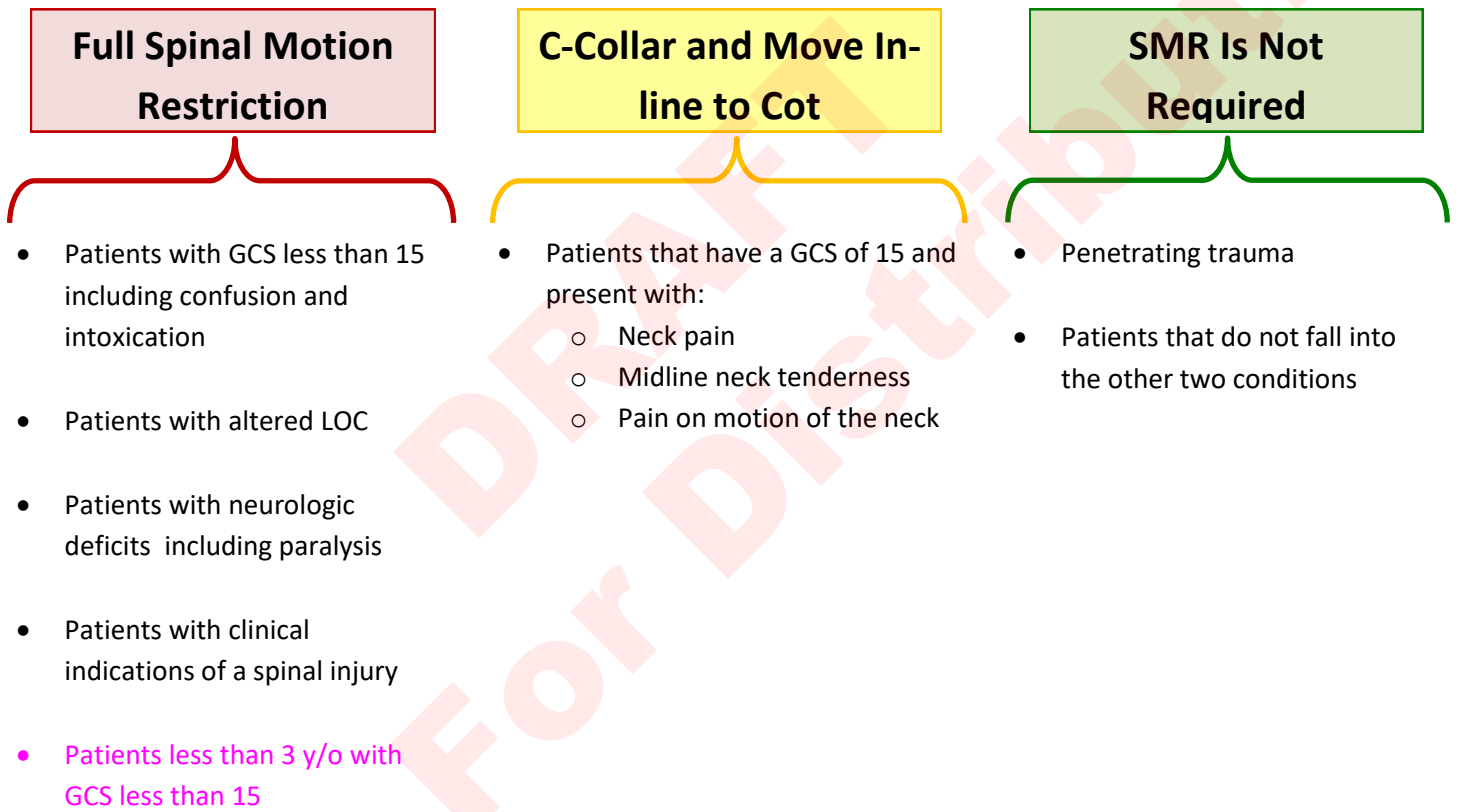 Full Spinal Motion
Restriction
C-Collar and Move In-
line to Cot
SMR Is Not
Required
• Patients with GCS less than 15
including confusion and
intoxication
• Patients with altered LOC
• Patients with neurologic
deficits  including paralysis
• Patients with clinical
indications of a spinal injury
• Patients less than 3 y/o with
GCS less than 15
• Patients that have a GCS of 15 and
present with:
o Neck pain
o Midline neck tenderness
o Pain on motion of the neck
• Penetrating trauma
• Patients that do not fall into
the other two conditions
DRAFT
For Distribut